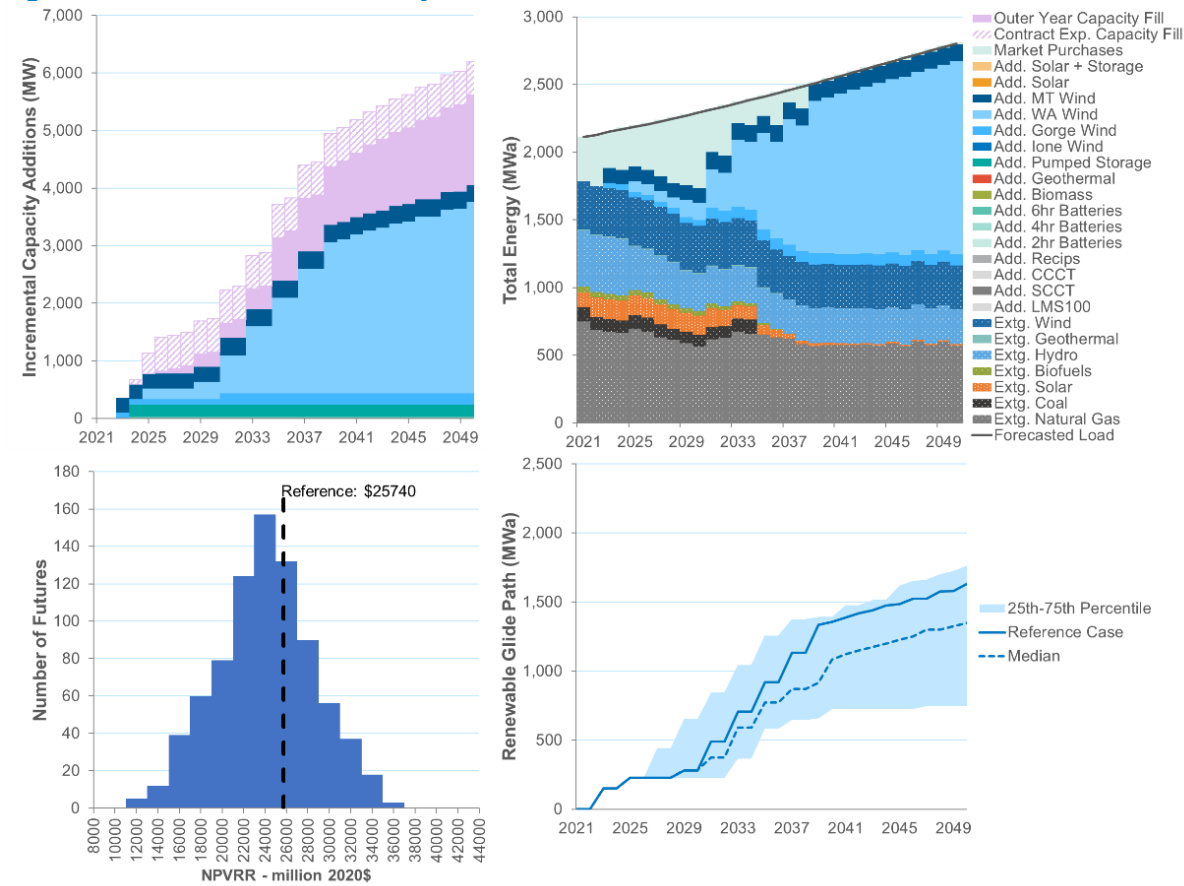 7,000
6,000
5,000
4,000
3,000
2,000
1,000
0
Incremental Capacity Additions (MW)
2021 2025 2029 2033 2037 2041 2045 2049
3,000
2,500
2,000
1,500
1,000
500
0
Total Energy (MWa)
2021 2025 2029 2033 2037 2041 2045 2049
Outer Year Capacity Fill
Contract Exp. Capacity Fill
Market Purchases
Add. Solar + Storage
Add. Solar
Add. MT Wind
Add. WA Wind
Add. Gorge Wind
Add. Ione Wind
Add. Pumped Storage
Add. Geothermal
Add. Biomass
Add. 6hr Batteries
Add. 4hr Batteries
Add. 2hr Batteries
Add. Recips
Add. CCCT
Add. SCCT
Add. LMS100
Extg. Wind
Extg. Geothermal
Extg. Hydro
Extg. Biofuels
Extg. Solar
Extg. Coal
Extg. Natural Gas
Forecasted Load
180
160
140
120
100
80
60
40
20
0
Number of Futures
Reference: $25740
8000 10000 12000 14000 16000 18000 20000 22000 24000 26000 28000 30000 32000 34000 36000 38000 40000 42000 44000
NPVRR - million 2020$
2,500
2,000
1,500
1,000
500
0
Renewable Glide Path (MWa)
2021 2025 2029 2033 2037 2041 2045 2049
25th-75th Percentile
Reference Case
Median